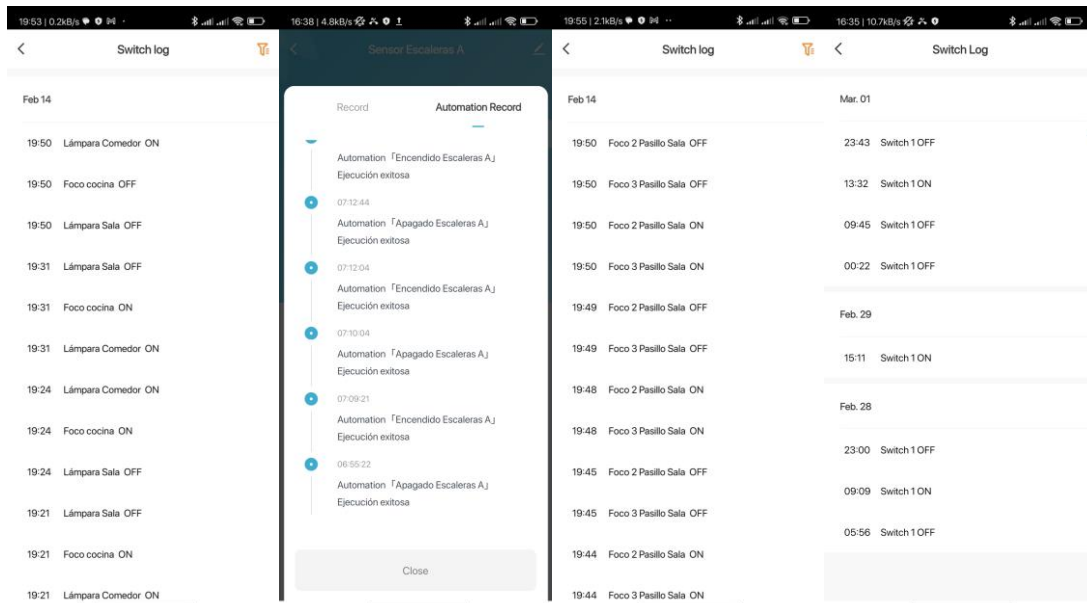 19:53 | 0.2kB/s
Switch log
Feb 14
19:50 Lámpara Comedor ON
19:50 Foco cocina OFF
19:50 Lámpara Sala OFF
19:31 Lámpara Sala OFF
19:31 Foco cocina ON
19:31 Lámpara Comedor ON
19:24 Lámpara Comedor ON
19:24 Foco cocina ON
19:24 Lámpara Sala OFF
19:21 Lámpara Sala OFF
19:21 Foco cocina ON
19:21 Lámpara Comedor ON
16:38 | 4.8kB/s
Sensor Escaleras A
Record Automation Record
Automation「Encendido Escaleras A」
Ejecución exitosa
07:12:44
Automation「Apagado Escaleras A」
Ejecución exitosa
07:12:04
Automation「Encendido Escaleras A」
Ejecución exitosa
07:10:04
Automation「Apagado Escaleras A」
Ejecución exitosa
07:09:21
Automation「Encendido Escaleras A」
Ejecución exitosa
06:55:22
Automation「Apagado Escaleras A」
Ejecución exitosa
Close
19:55 | 2.1kB/s
Switch log
Feb 14
19:50 Foco 2 Pasillo Sala OFF
19:50 Foco 3 Pasillo Sala OFF
19:50 Foco 2 Pasillo Sala ON
19:50 Foco 3 Pasillo Sala ON
19:49 Foco 2 Pasillo Sala OFF
19:49 Foco 3 Pasillo Sala OFF
19:48 Foco 2 Pasillo Sala ON
19:48 Foco 3 Pasillo Sala ON
19:45 Foco 2 Pasillo Sala OFF
19:45 Foco 3 Pasillo Sala OFF
19:44 Foco 2 Pasillo Sala ON
19:44 Foco 3 Pasillo Sala ON
16:35 | 10.7kB/s
Switch Log
Mar. 01
23:43 Switch 1 OFF
13:32 Switch 1 ON
09:45 Switch 1 OFF
00:22 Switch 1 OFF
Feb. 29
15:11 Switch 1 ON
Feb. 28
23:00 Switch 1 OFF
09:09 Switch 1 ON
05:56 Switch 1 OFF